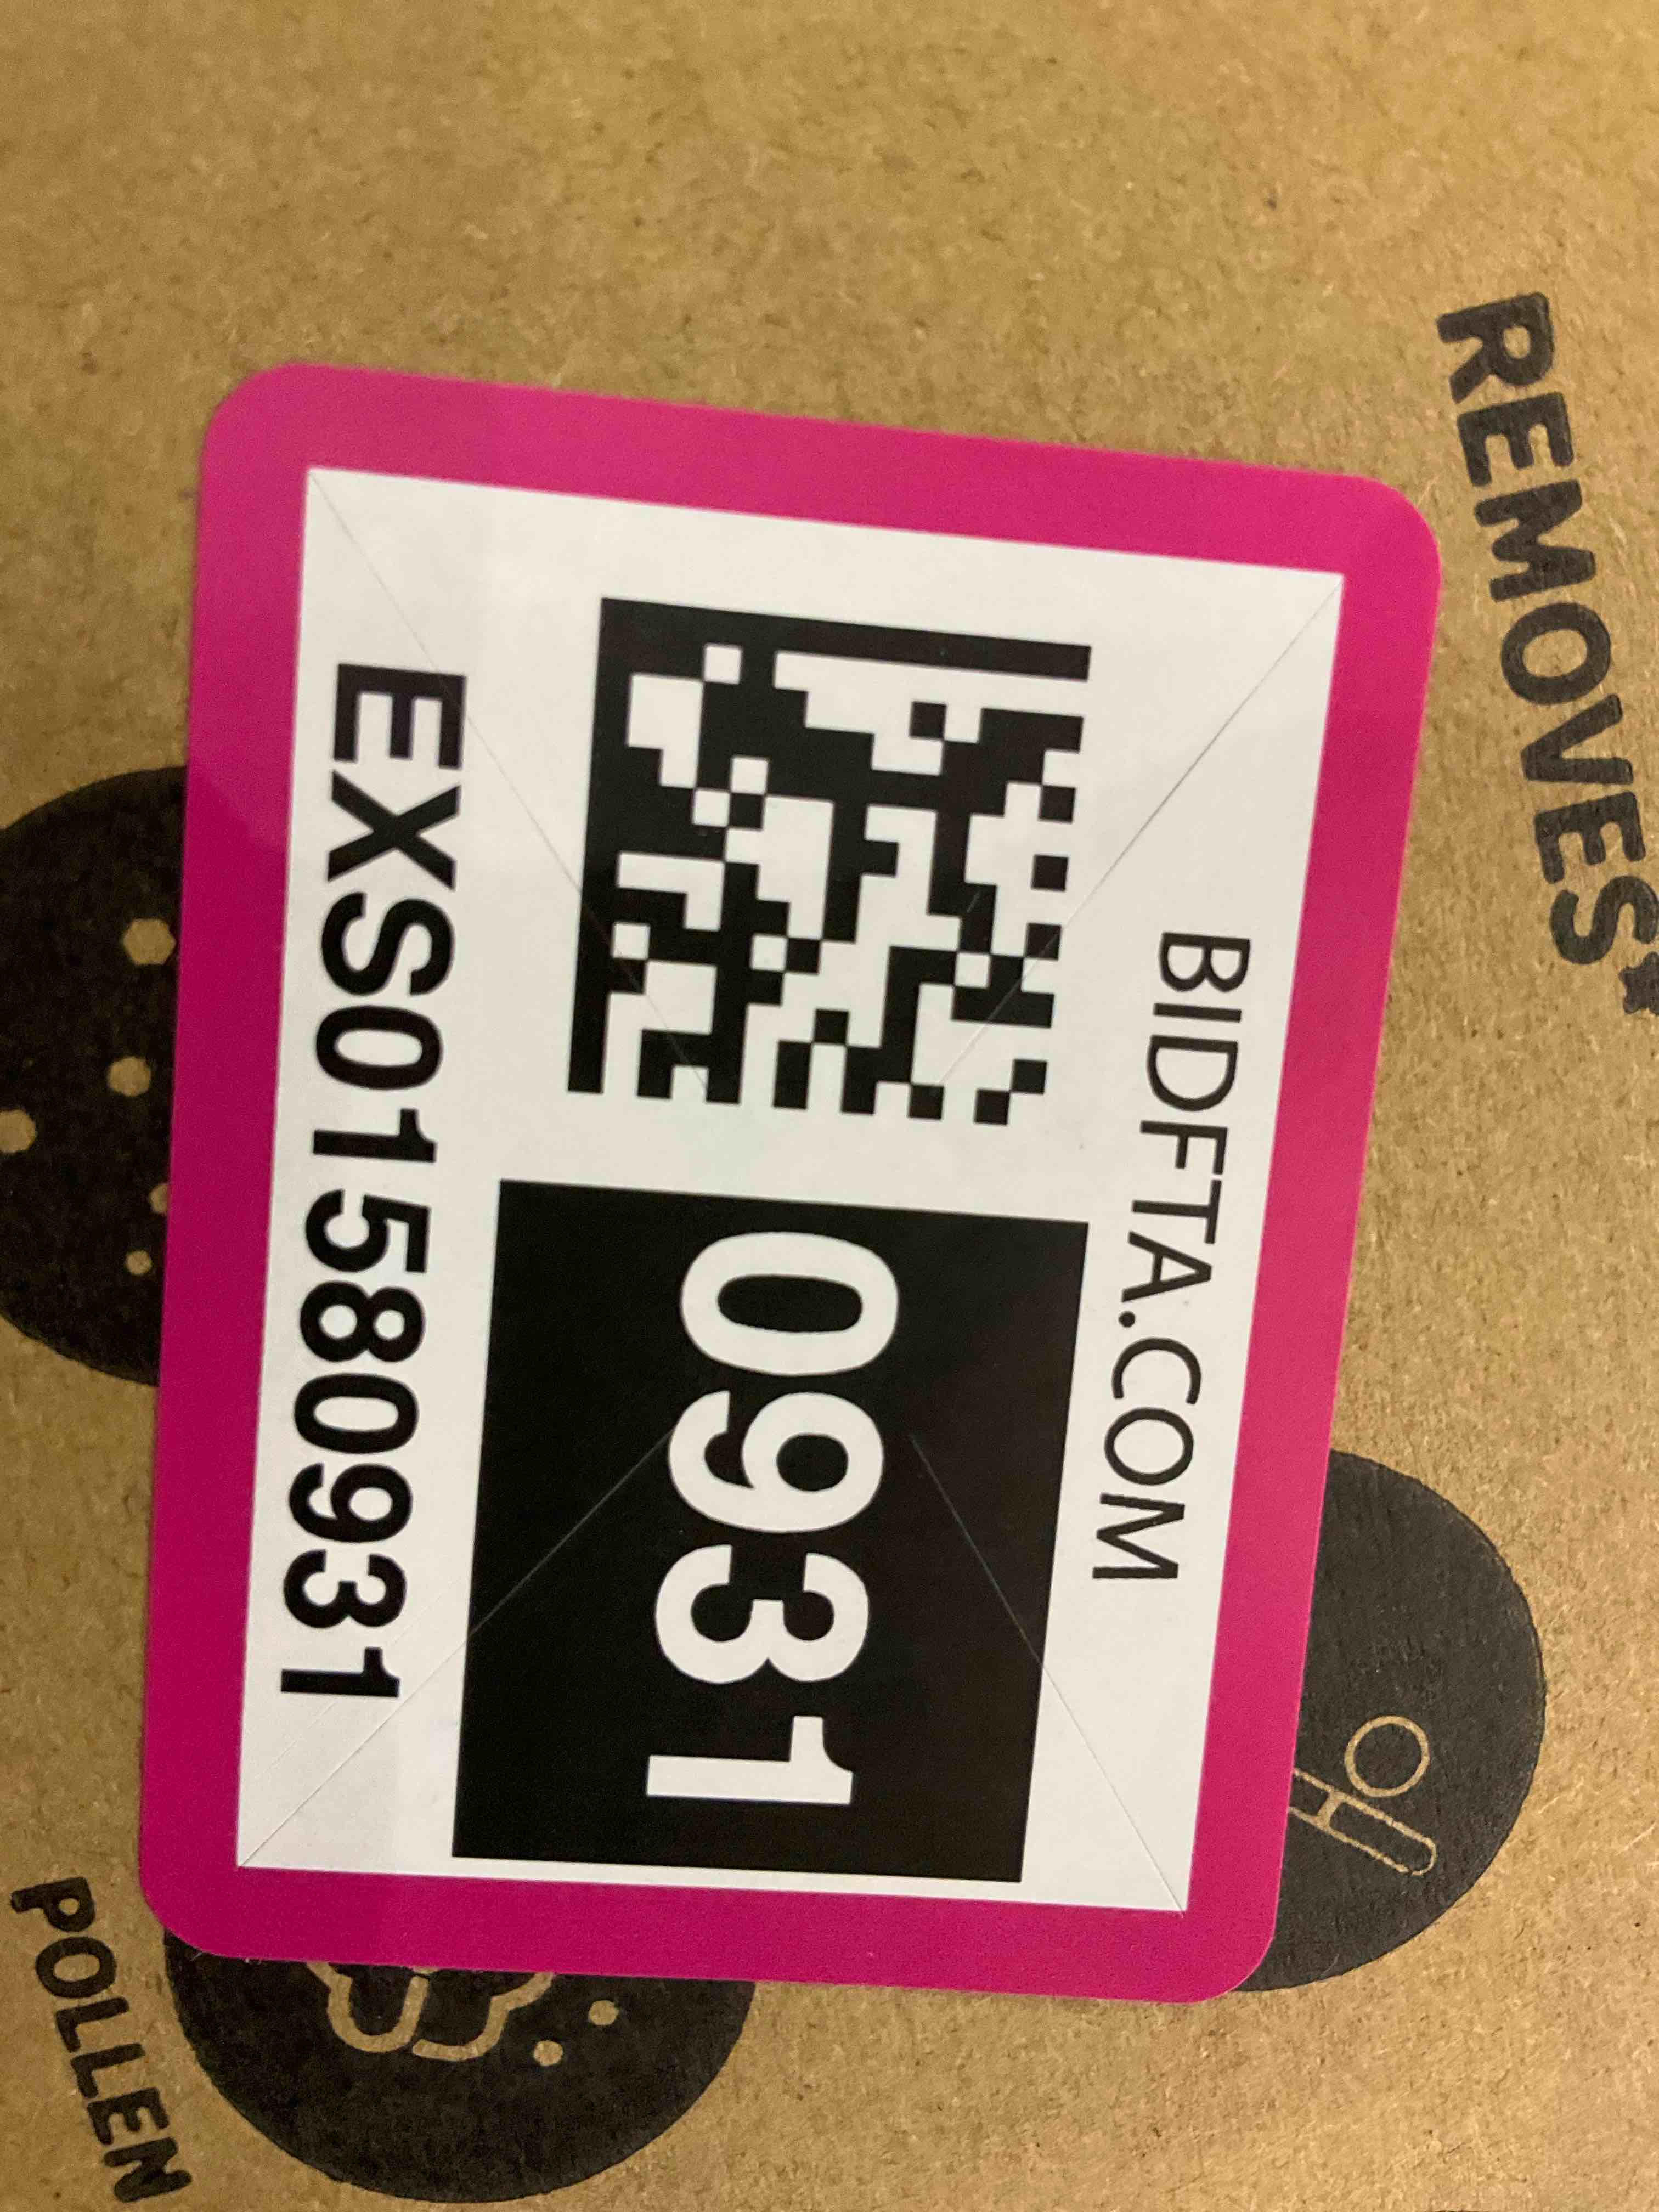 REMOVES*
BIDFTA.COM
0931
EXS01580931
POLLEN